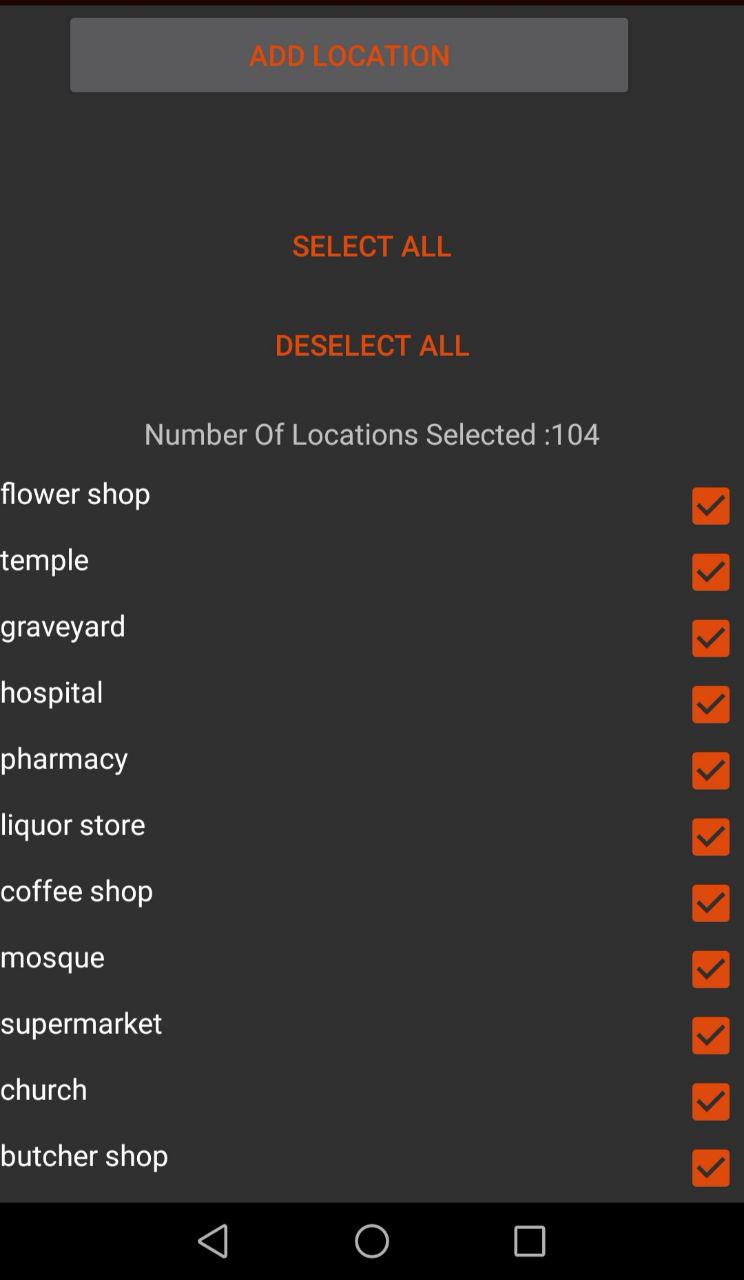 ADD LOCATION
SELECT ALL
DESELECT ALL
Number Of Locations Selected :104
flower shop
temple
graveyard
hospital
pharmacy
liquor store
coffee shop
mosque
supermarket
church
butcher shop